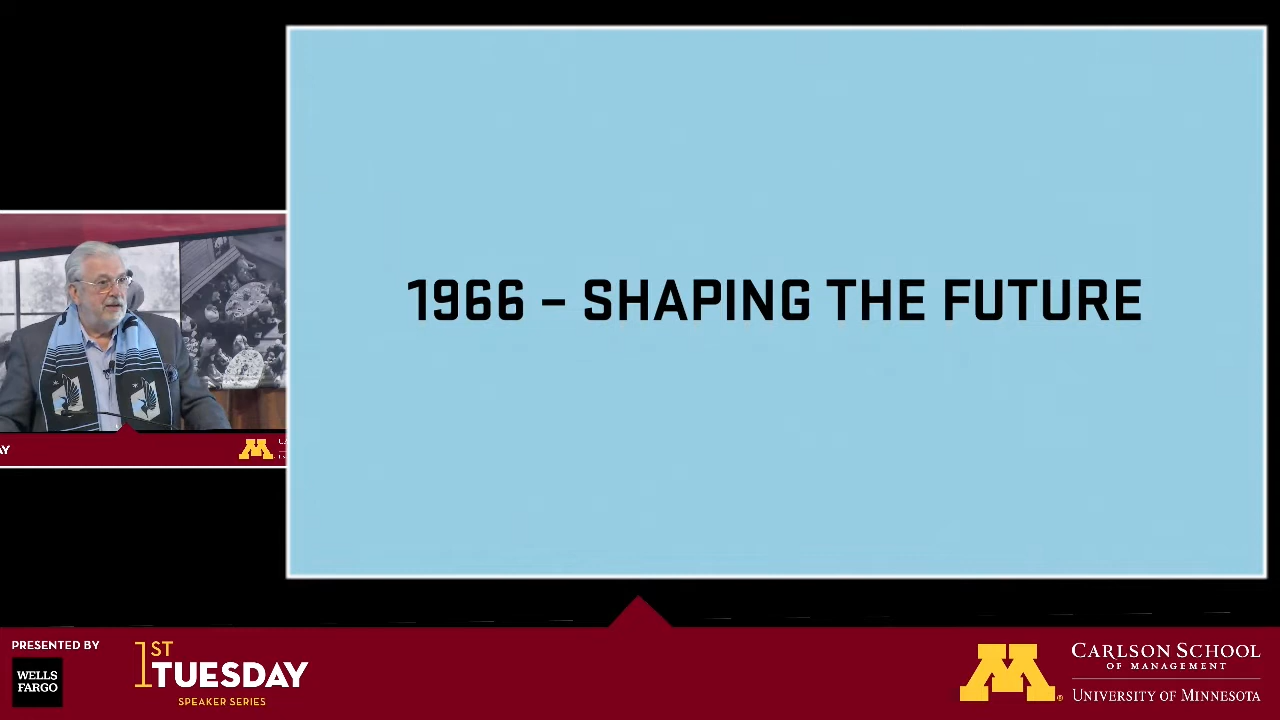 1966 – SHAPING THE FUTURE
AY
PRESENTED BY
WELLS
FARGO
1ST
TUESDAY
SPEAKER SERIES
M
CARLSON SCHOOL
OF MANAGEMENT
UNIVERSITY OF MINNESOTA